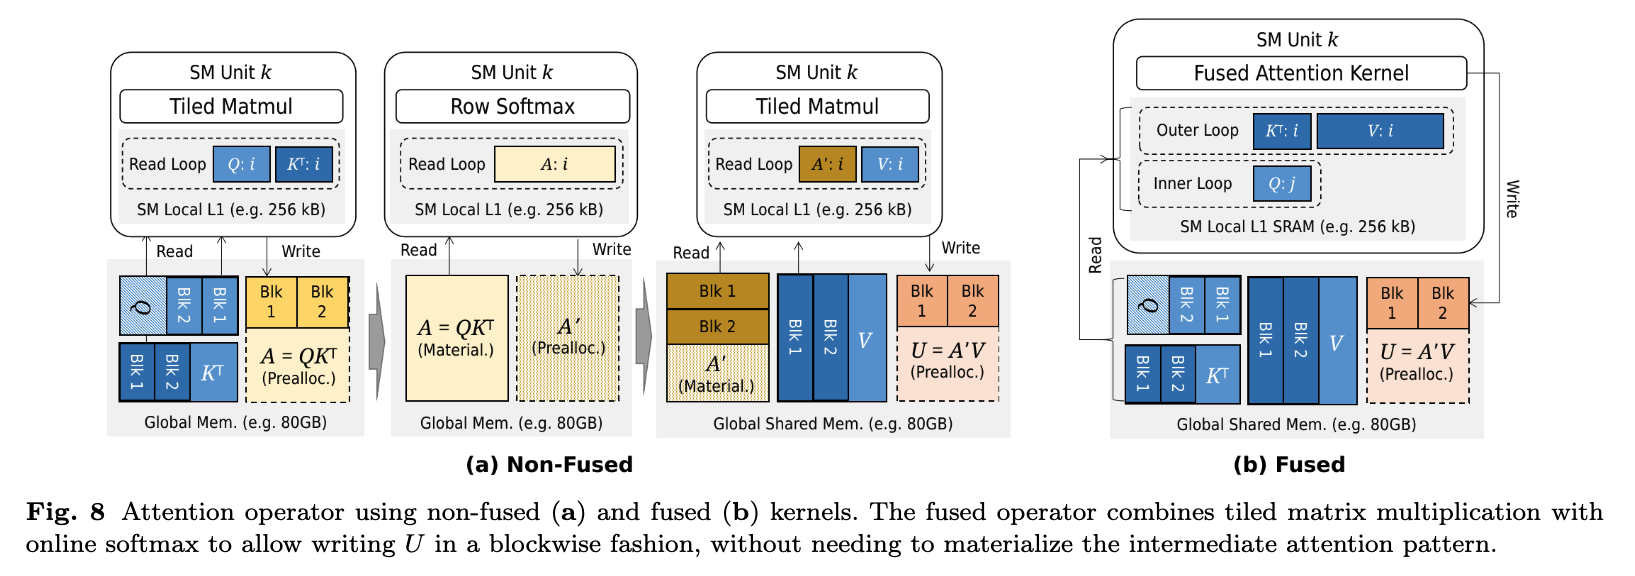 SM Unit k
Tiled Matmul
Read Loop
Q: i
Kᵀ: i
SM Local L1 (e.g. 256 kB)
Read
Write
Q
Blk 2
Blk 1
Blk 1
Blk 2
Kᵀ
Blk 1
Blk 2
A = QKᵀ
(Prealloc.)
Global Mem. (e.g. 80GB)
SM Unit k
Row Softmax
Read Loop
A: i
SM Local L1 (e.g. 256 kB)
Read
Write
A = QKᵀ
(Material.)
A′
(Prealloc.)
Global Mem. (e.g. 80GB)
SM Unit k
Tiled Matmul
Read Loop
A′: i
V: i
SM Local L1 (e.g. 256 kB)
Read
Write
Blk 1
Blk 2
A′
(Material.)
Blk 1
Blk 2
V
Blk 1
Blk 2
U = A′V
(Prealloc.)
Global Shared Mem. (e.g. 80GB)
(a) Non-Fused
SM Unit k
Fused Attention Kernel
Outer Loop
Kᵀ: i
V: i
Inner Loop
Q: j
SM Local L1 SRAM (e.g. 256 kB)
Read
Write
Q
Blk 2
Blk 1
Blk 1
Blk 2
Kᵀ
Blk 1
Blk 2
V
Blk 1
Blk 2
U = A′V
(Prealloc.)
Global Shared Mem. (e.g. 80GB)
(b) Fused
Fig. 8 Attention operator using non-fused (a) and fused (b) kernels. The fused operator combines tiled matrix multiplication with
online softmax to allow writing U in a blockwise fashion, without needing to materialize the intermediate attention pattern.